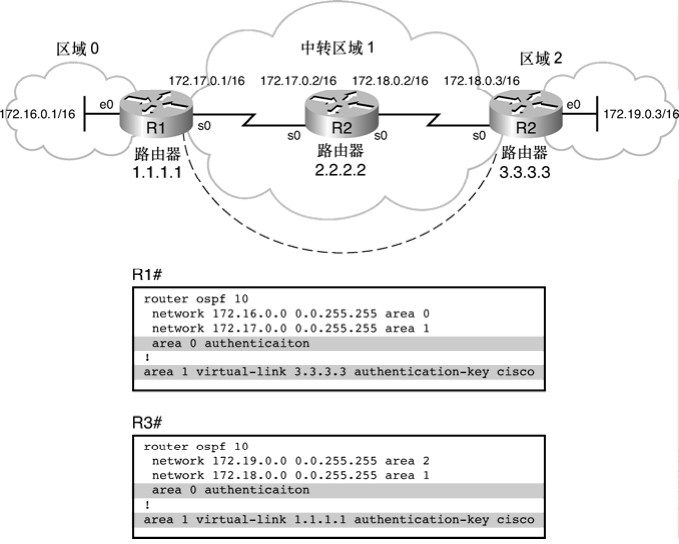 区域 0
中转区域 1
区域 2
172.17.0.1/16
172.17.0.2/16
172.18.0.2/16
172.18.0.3/16
172.16.0.1/16
e0
R1
s0
s0
R2
s0
s0
R2
e0
172.19.0.3/16
路由器
1.1.1.1
路由器
2.2.2.2
路由器
3.3.3.3
R1#
router ospf 10
network 172.16.0.0 0.0.255.255 area 0
network 172.17.0.0 0.0.255.255 area 1
area 0 authenticaiton
!
area 1 virtual-link 3.3.3.3 authentication-key cisco
R3#
router ospf 10
network 172.19.0.0 0.0.255.255 area 2
network 172.18.0.0 0.0.255.255 area 1
area 0 authenticaiton
!
area 1 virtual-link 1.1.1.1 authentication-key cisco